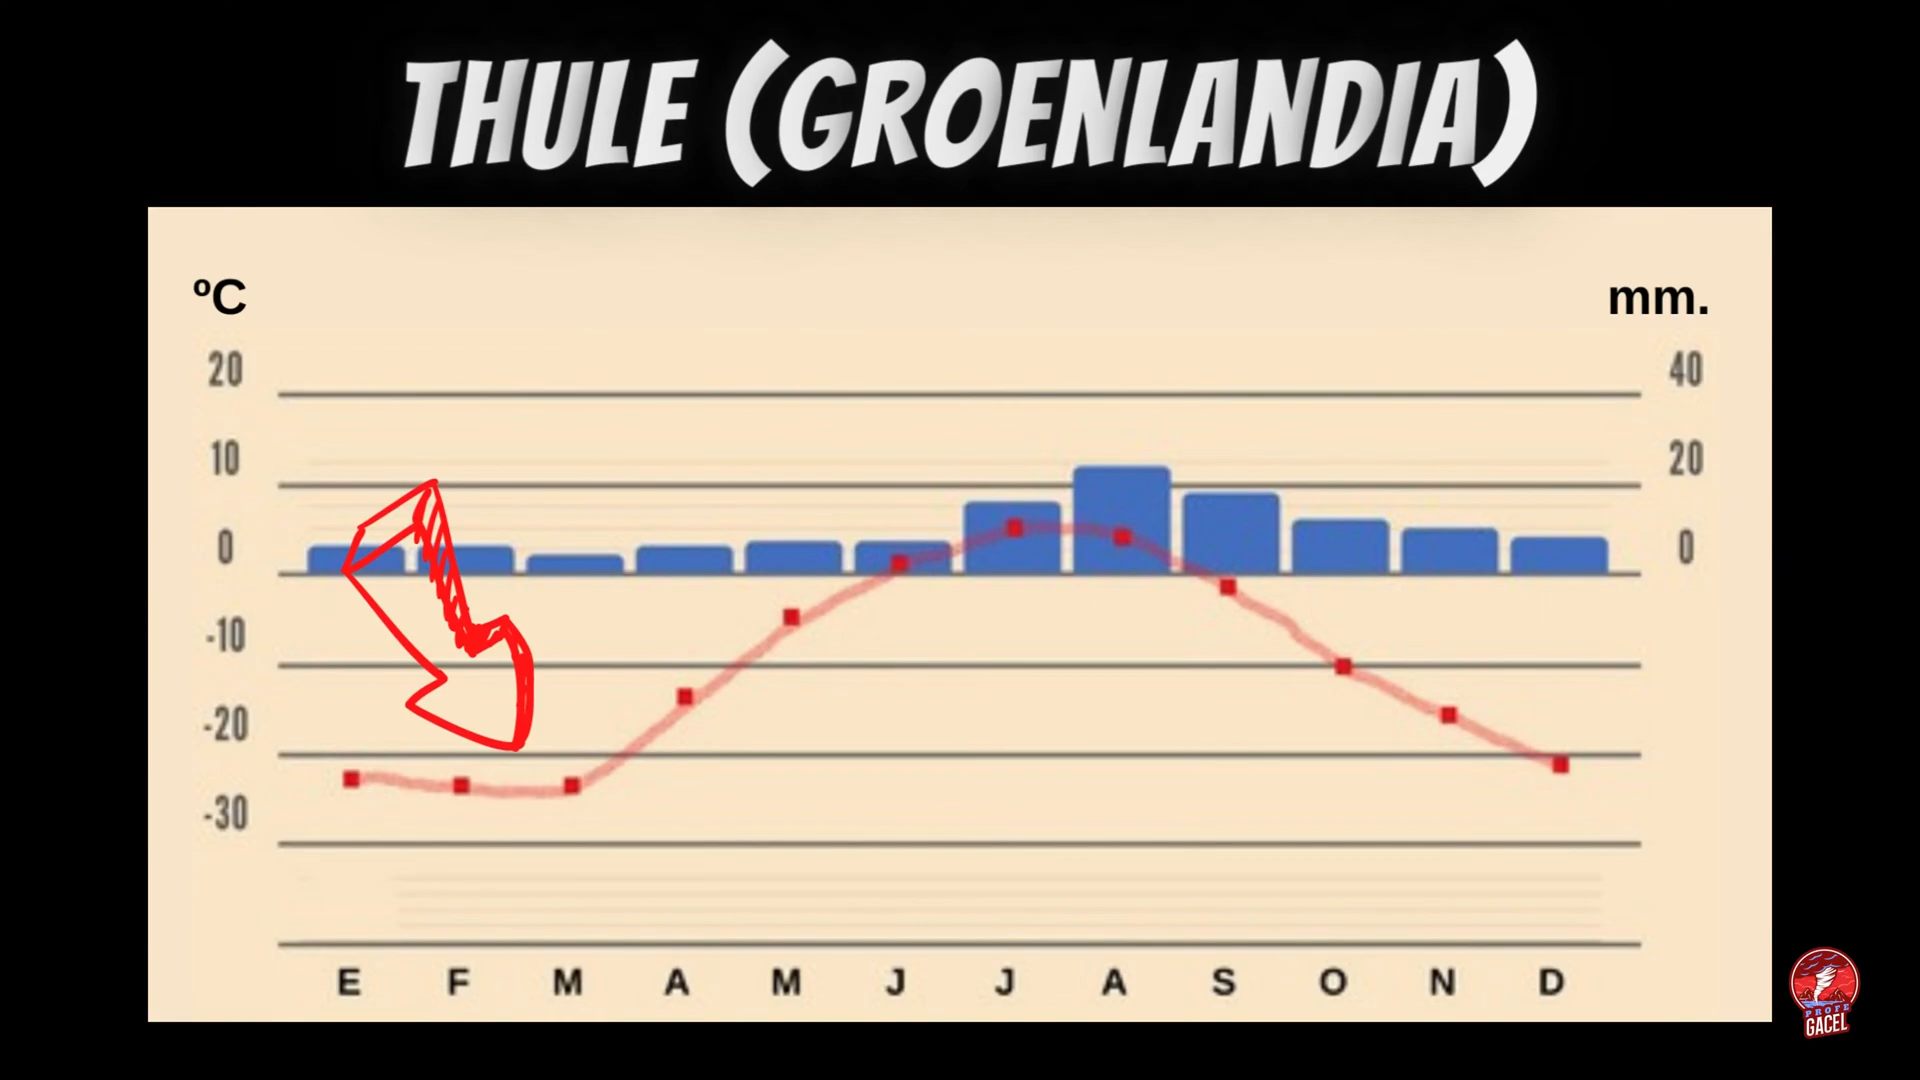 THULE (GROENLANDIA)
ºC mm.
20 40
10 20
0 0
-10
-20
-30
E F M A M J J A S O N D
PROFE
GACEL